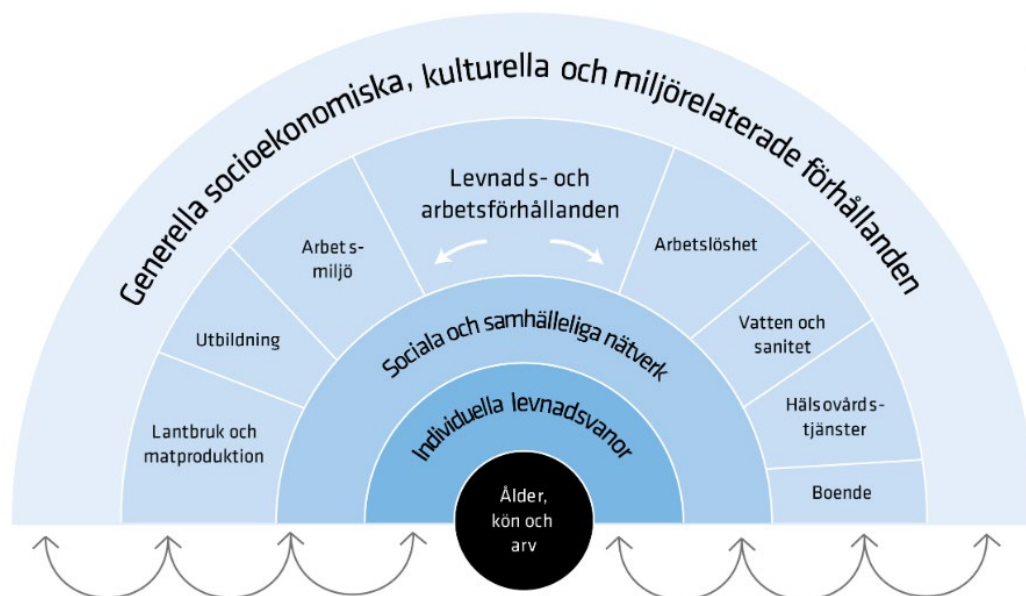 Generella socioekonomiska, kulturella och miljörelaterade förhållanden
Levnads- och
arbetsförhållanden
Arbets-
miljö
Arbetslöshet
Utbildning
Vatten och
sanitet
Lantbruk och
matproduktion
Hälsovårds-
tjänster
Boende
Sociala och samhälleliga nätverk
Individuella levnadsvanor
Ålder,
kön och
arv